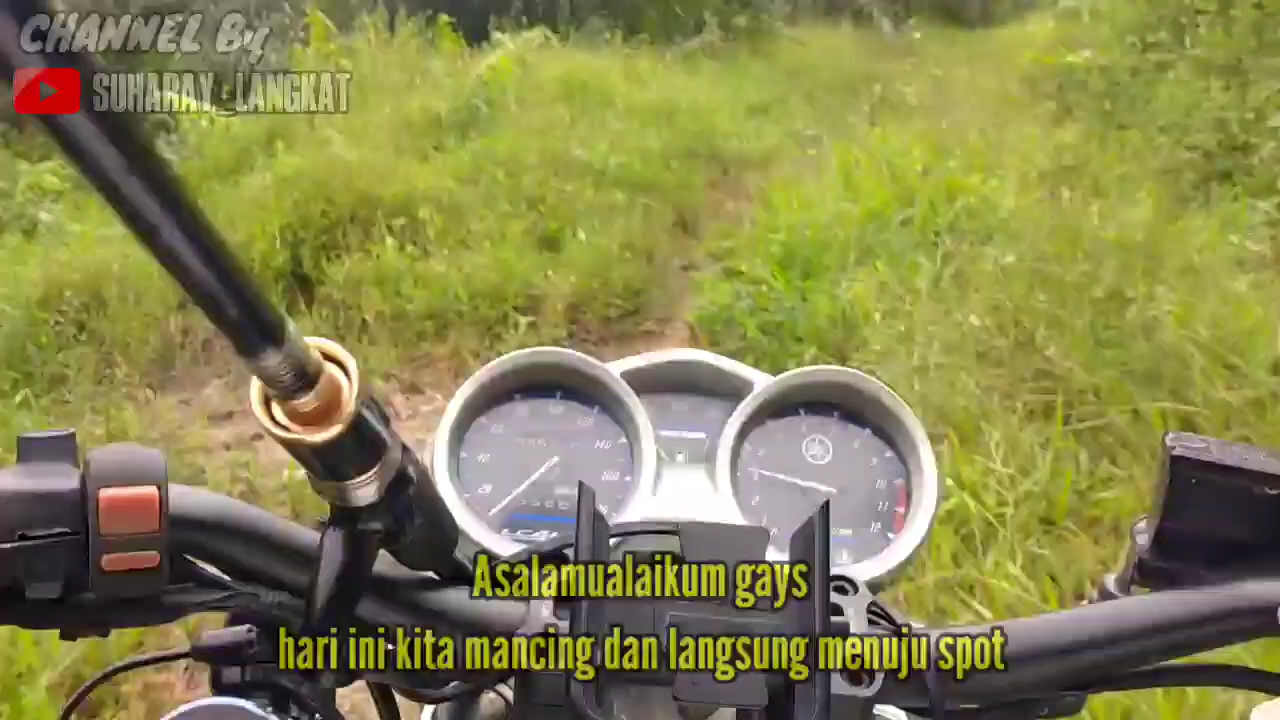 CHANNEL By
SUHARAY_LANGKAT
Asalamualaikum gays
hari ini kita mancing dan langsung menuju spot